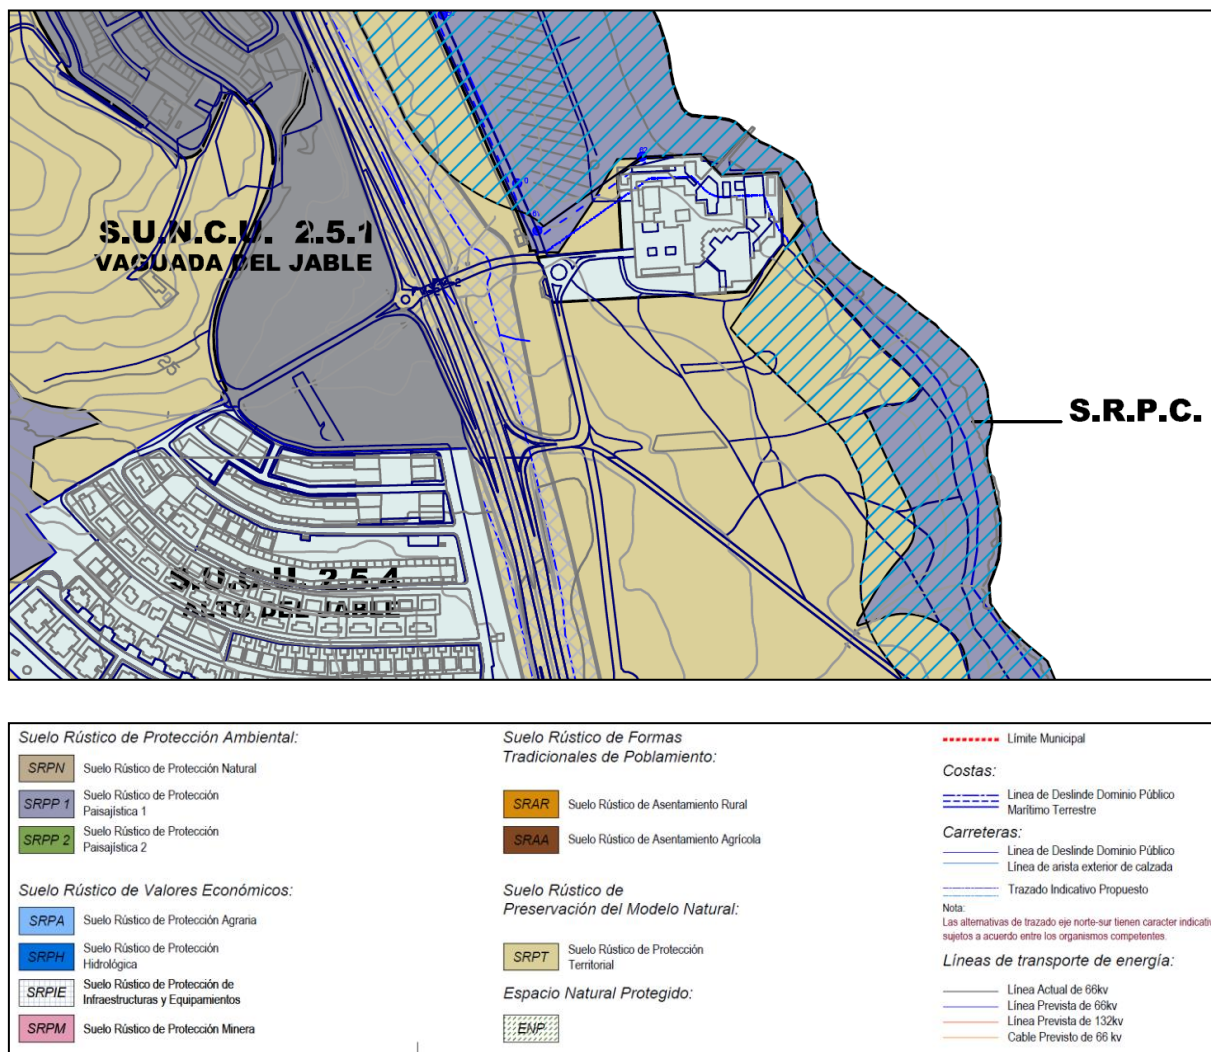 S.U.N.C.U. 2.5.1
VAGUADA DEL JABLE
S.R.P.C.
25
S.U.C.U. 2.5.4
ALTO DEL JABLE
Suelo Rústico de Protección Ambiental:
SRPN Suelo Rústico de Protección Natural
SRPP 1 Suelo Rústico de Protección
Paisajística 1
SRPP 2 Suelo Rústico de Protección
Paisajística 2
Suelo Rústico de Valores Económicos:
SRPA Suelo Rústico de Protección Agraria
SRPH Suelo Rústico de Protección
Hidrológica
SRPIE Suelo Rústico de Protección de
Infraestructuras y Equipamientos
SRPM Suelo Rústico de Protección Minera
Suelo Rústico de Formas
Tradicionales de Poblamiento:
SRAR Suelo Rústico de Asentamiento Rural
SRAA Suelo Rústico de Asentamiento Agrícola
Suelo Rústico de
Preservación del Modelo Natural:
SRPT Suelo Rústico de Protección
Territorial
Espacio Natural Protegido:
ENP
Límite Municipal
Costas:
Linea de Deslinde Dominio Público
Marítimo Terrestre
Carreteras:
Linea de Deslinde Dominio Público
Línea de arista exterior de calzada
Trazado Indicativo Propuesto
Nota:
Las alternativas de trazado eje norte-sur tienen caracter indicativ
sujetos a acuerdo entre los organismos competentes.
Líneas de transporte de energía:
Línea Actual de 66kv
Línea Prevista de 66kv
Línea Prevista de 132kv
Cable Previsto de 66 kv